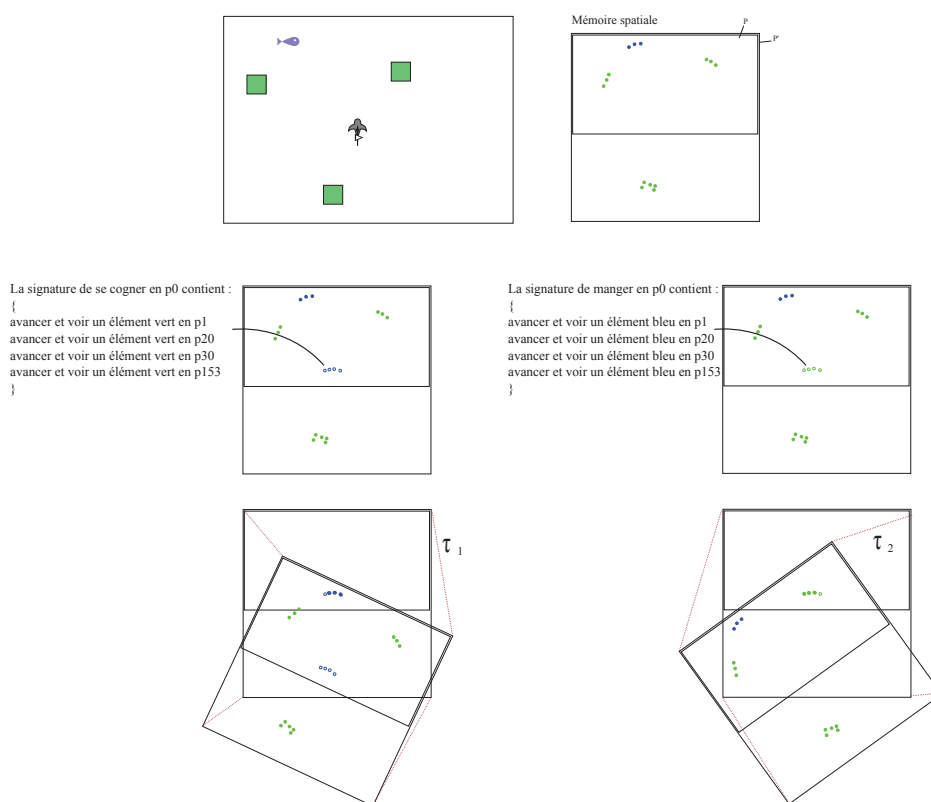 Mémoire spatiale
P
P'
La signature de se cogner en p0 contient :
{
avancer et voir un élément vert en p1
avancer et voir un élément vert en p20
avancer et voir un élément vert en p30
avancer et voir un élément vert en p153
}
La signature de manger en p0 contient :
{
avancer et voir un élément bleu en p1
avancer et voir un élément bleu en p20
avancer et voir un élément bleu en p30
avancer et voir un élément bleu en p153
}
τ 1
τ 2